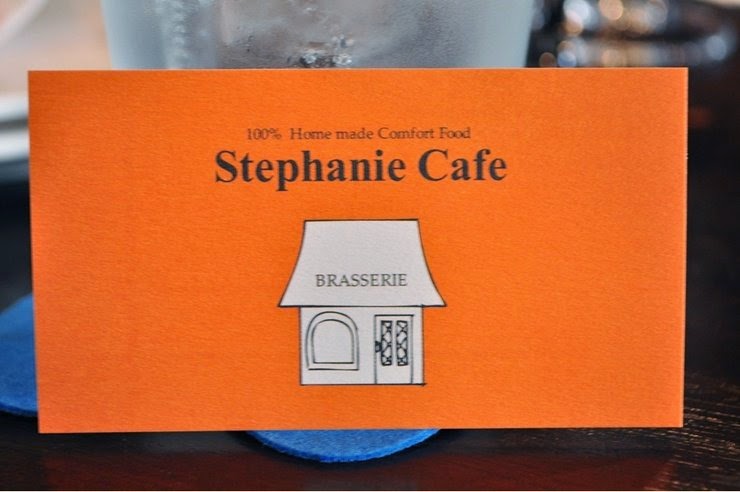 100% Home made Comfort Food
Stephanie Cafe
BRASSERIE